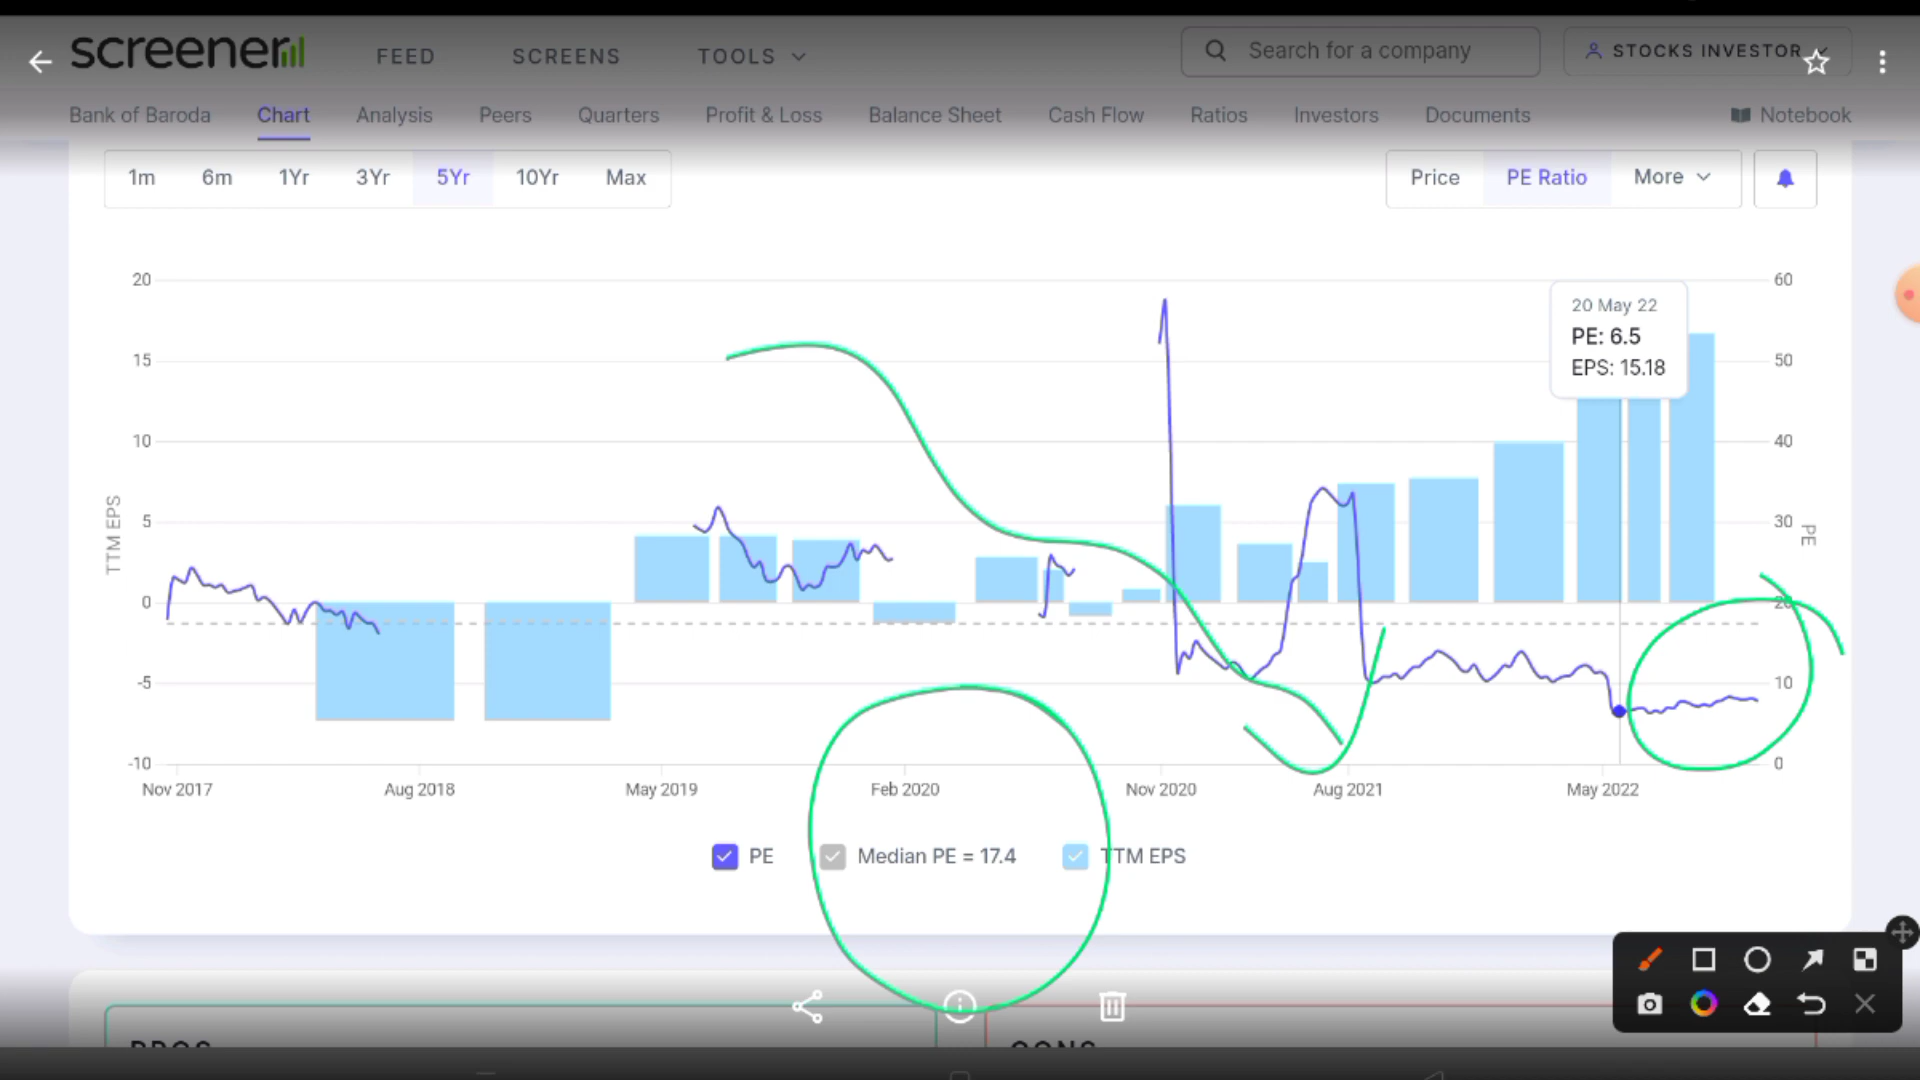 screener FEED SCREENS TOOLS Search for a company STOCKS INVESTOR
Bank of Baroda Chart Analysis Peers Quarters Profit & Loss Balance Sheet Cash Flow Ratios Investors Documents Notebook
1m 6m 1Yr 3Yr 5Yr 10Yr Max Price PE Ratio More
20 60
20 May 22
PE: 6.5
EPS: 15.18
15 50
10 40
5 30
TTM EPS
PE
0 20
-5 10
-10 0
Nov 2017 Aug 2018 May 2019 Feb 2020 Nov 2020 Aug 2021 May 2022
PE Median PE = 17.4 TTM EPS
PROS CONS